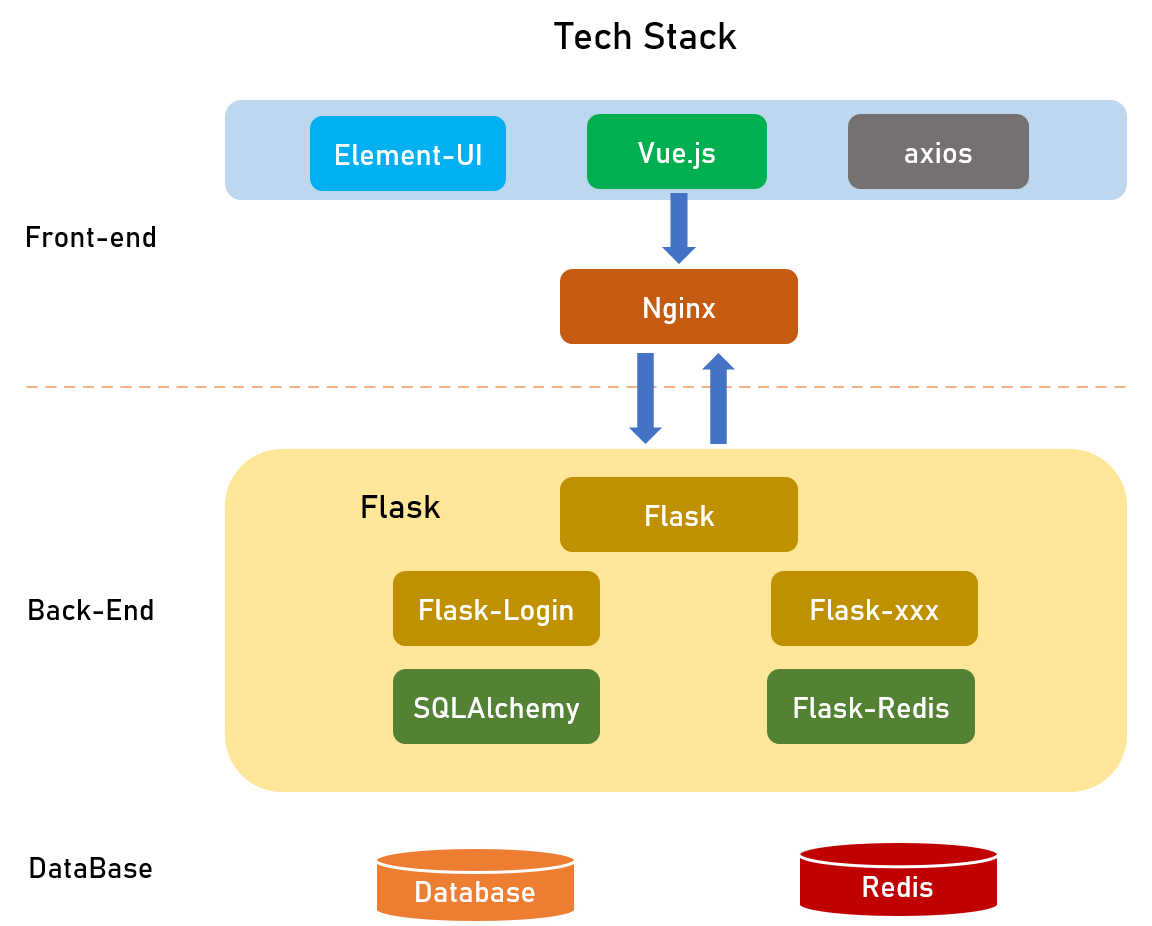 Tech Stack
Element-UI
Vue.js
axios
Front-end
Nginx
Flask
Flask
Flask-Login
Flask-xxx
Back-End
SQLAlchemy
Flask-Redis
DataBase
Database
Redis